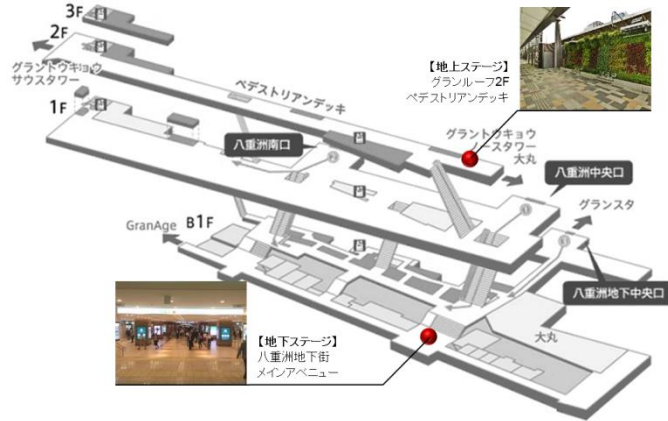 3F
2F
グラントウキョウ
サウスタワー
1F
ペデストリアンデッキ
【地上ステージ】
グランルーフ2F
ペデストリアンデッキ
グラントウキョウ
ノースタワー
大丸
八重洲南口
八重洲中央口
グランスタ
GranAge
B1F
八重洲地下中央口
大丸
【地下ステージ】
八重洲地下街
メインアベニュー